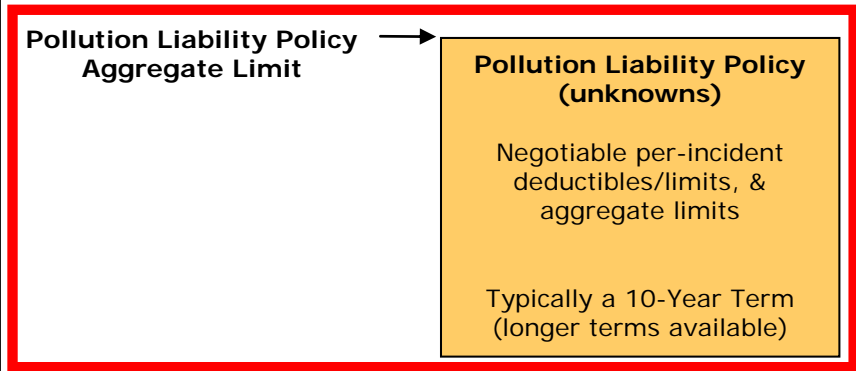 Pollution Liability Policy
Aggregate Limit
Pollution Liability Policy
(unknowns)
Negotiable per-incident
deductibles/limits, &
aggregate limits
Typically a 10-Year Term
(longer terms available)